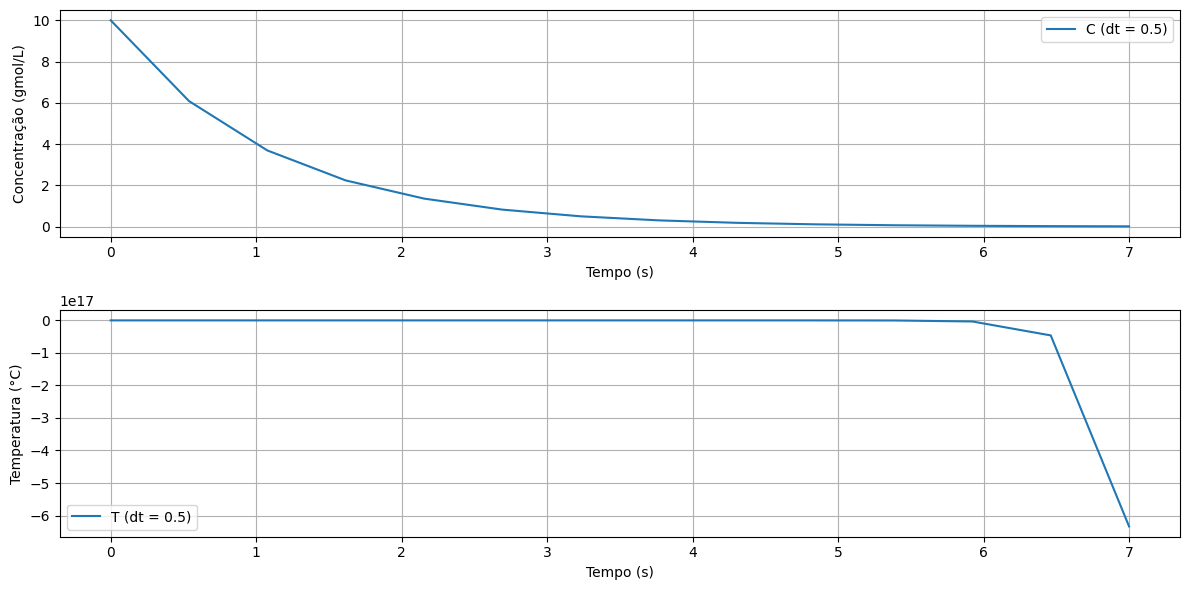 10
8
6
4
2
0
Concentração (gmol/L)
C (dt = 0.5)
0 1 2 3 4 5 6 7
Tempo (s)
1e17
0
−1
−2
−3
−4
−5
−6
Temperatura (°C)
T (dt = 0.5)
0 1 2 3 4 5 6 7
Tempo (s)